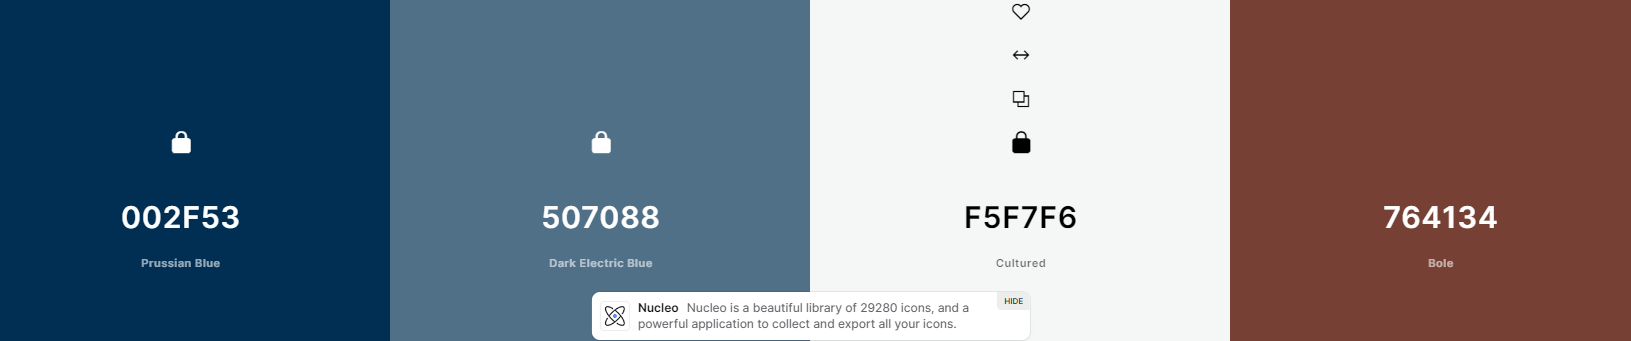 002F53
Prussian Blue
507088
Dark Electric Blue
F5F7F6
Cultured
764134
Bole
Nucleo Nucleo is a beautiful library of 29280 icons, and a
powerful application to collect and export all your icons.
HIDE